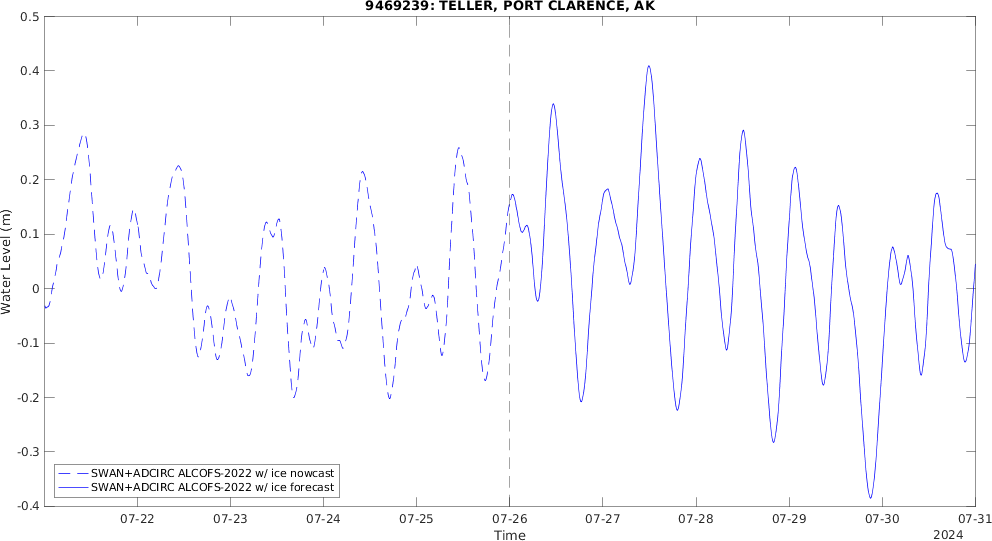 9469239: TELLER, PORT CLARENCE, AK
0.5
0.4
0.3
0.2
0.1
0
-0.1
-0.2
-0.3
-0.4
Water Level (m)
SWAN+ADCIRC ALCOFS-2022 w/ ice nowcast
SWAN+ADCIRC ALCOFS-2022 w/ ice forecast
07-22 07-23 07-24 07-25 07-26 07-27 07-28 07-29 07-30 07-31
Time
2024